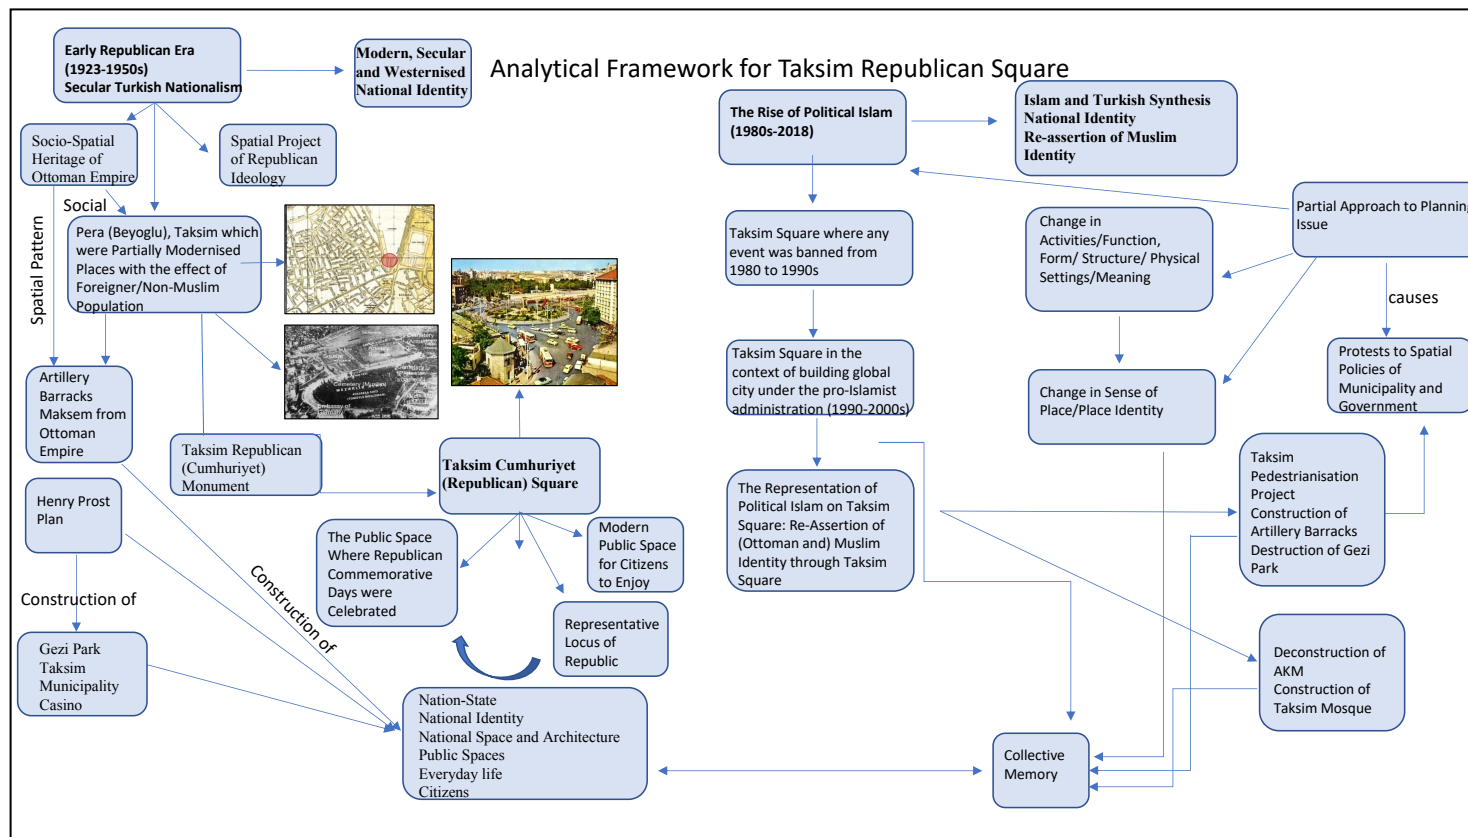 Analytical Framework for Taksim Republican Square
Early Republican Era
(1923-1950s)
Secular Turkish Nationalism
Modern, Secular
and Westernised
National Identity
Socio-Spatial
Heritage of
Ottoman Empire
Spatial Project
of Republican
Ideology
Social
Spatial Pattern
Pera (Beyoglu), Taksim which
were Partially Modernised
Places with the effect of
Foreigner/Non-Muslim
Population
Artillery
Barracks
Maksem from
Ottoman
Empire
Taksim Republican
(Cumhuriyet)
Monument
Taksim Cumhuriyet
(Republican) Square
Henry Prost
Plan
Construction of
Construction of
Gezi Park
Taksim
Municipality
Casino
The Public Space
Where Republican
Commemorative
Days were
Celebrated
Modern
Public Space
for Citizens
to Enjoy
Representative
Locus of
Republic
Nation-State
National Identity
National Space and Architecture
Public Spaces
Everyday life
Citizens
The Rise of Political Islam
(1980s-2018)
Islam and Turkish Synthesis
National Identity
Re-assertion of Muslim
Identity
Taksim Square where any
event was banned from
1980 to 1990s
Taksim Square in the
context of building global
city under the pro-Islamist
administration (1990-2000s)
The Representation of
Political Islam on Taksim
Square: Re-Assertion of
(Ottoman and) Muslim
Identity through Taksim
Square
Change in
Activities/Function,
Form/ Structure/ Physical
Settings/Meaning
Change in Sense of
Place/Place Identity
Partial Approach to Planning
Issue
causes
Protests to Spatial
Policies of
Municipality and
Government
Taksim
Pedestrianisation
Project
Construction of
Artillery Barracks
Destruction of Gezi
Park
Deconstruction of
AKM
Construction of
Taksim Mosque
Collective
Memory